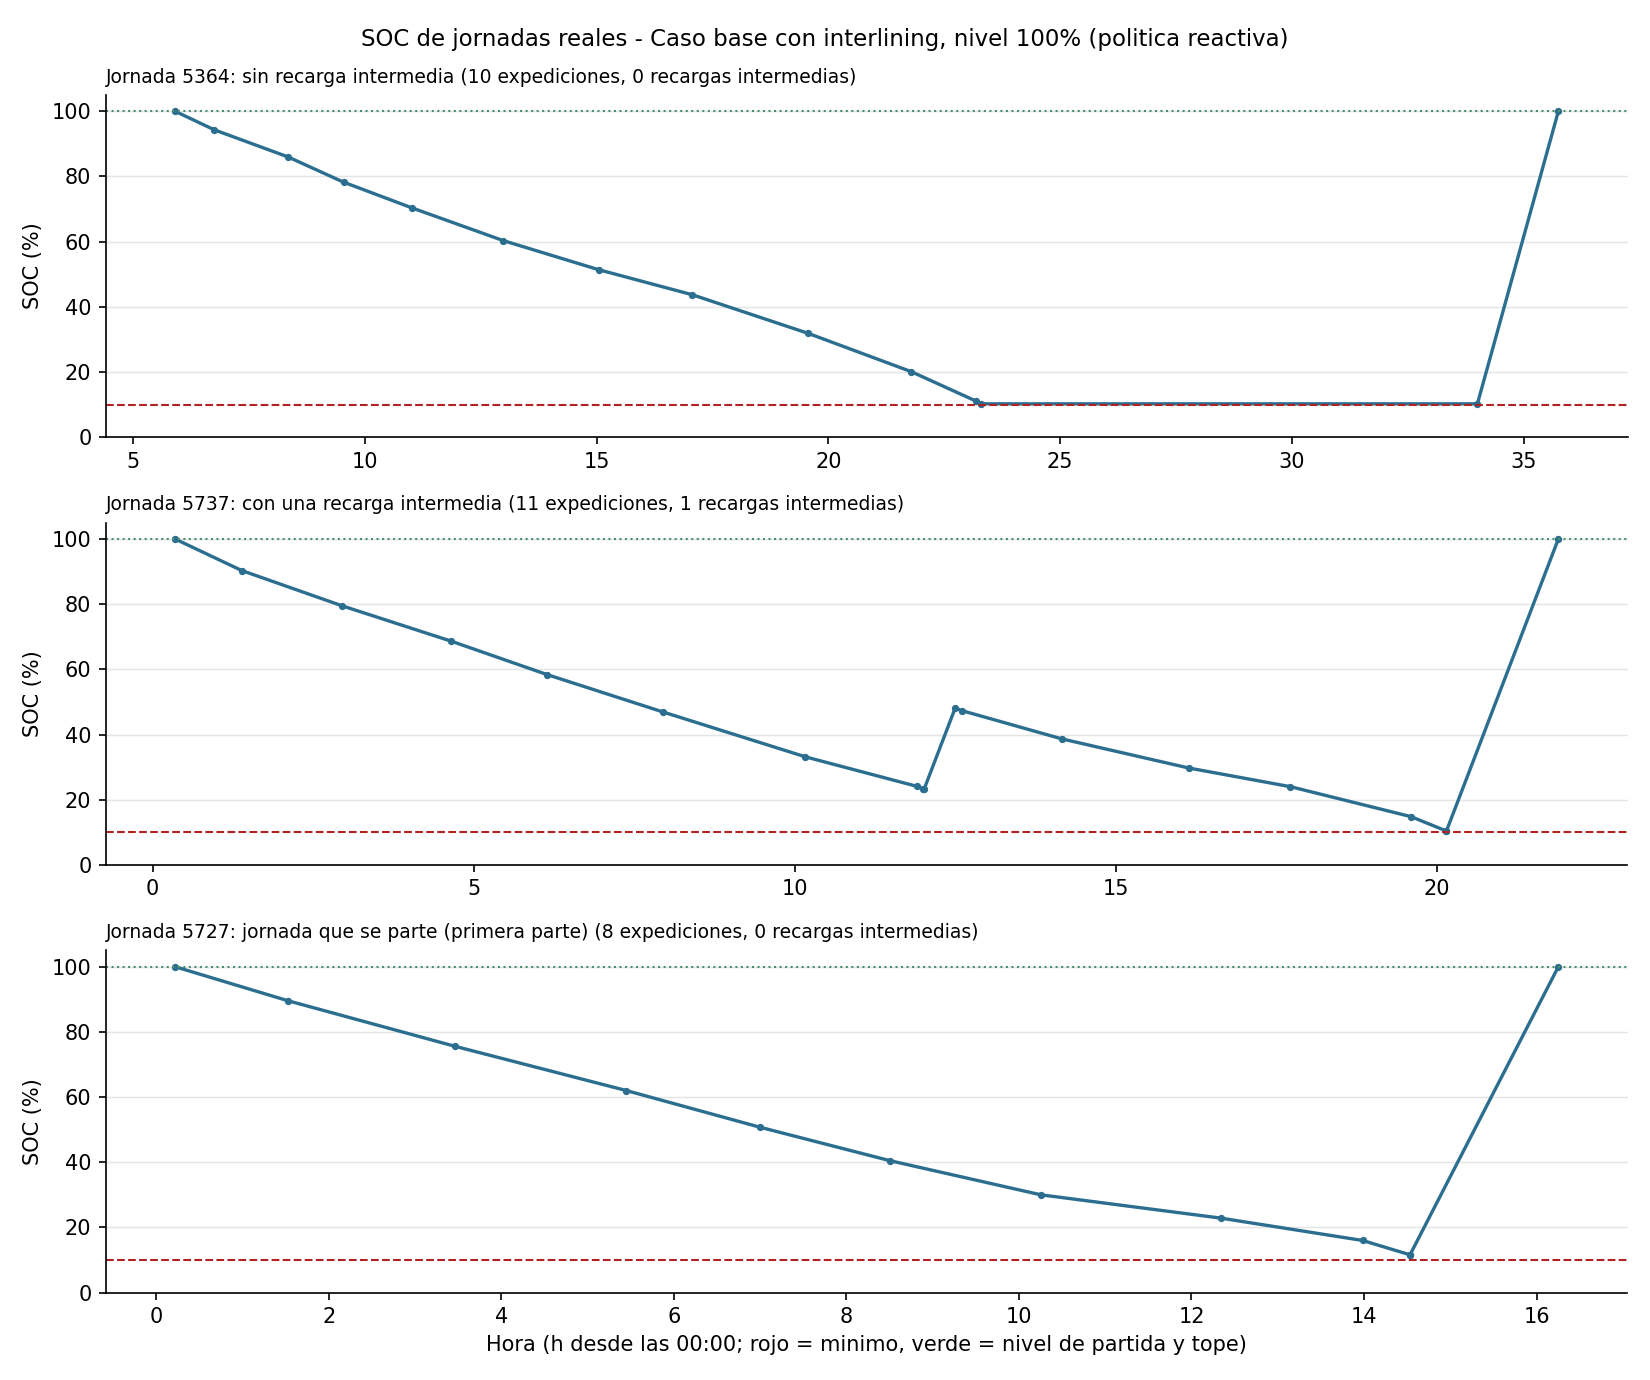 SOC de jornadas reales - Caso base con interlining, nivel 100% (politica reactiva)
Jornada 5364: sin recarga intermedia (10 expediciones, 0 recargas intermedias)
SOC (%)
100
80
60
40
20
0
5 10 15 20 25 30 35
Jornada 5737: con una recarga intermedia (11 expediciones, 1 recargas intermedias)
SOC (%)
100
80
60
40
20
0
0 5 10 15 20
Jornada 5727: jornada que se parte (primera parte) (8 expediciones, 0 recargas intermedias)
SOC (%)
100
80
60
40
20
0
0 2 4 6 8 10 12 14 16
Hora (h desde las 00:00; rojo = minimo, verde = nivel de partida y tope)